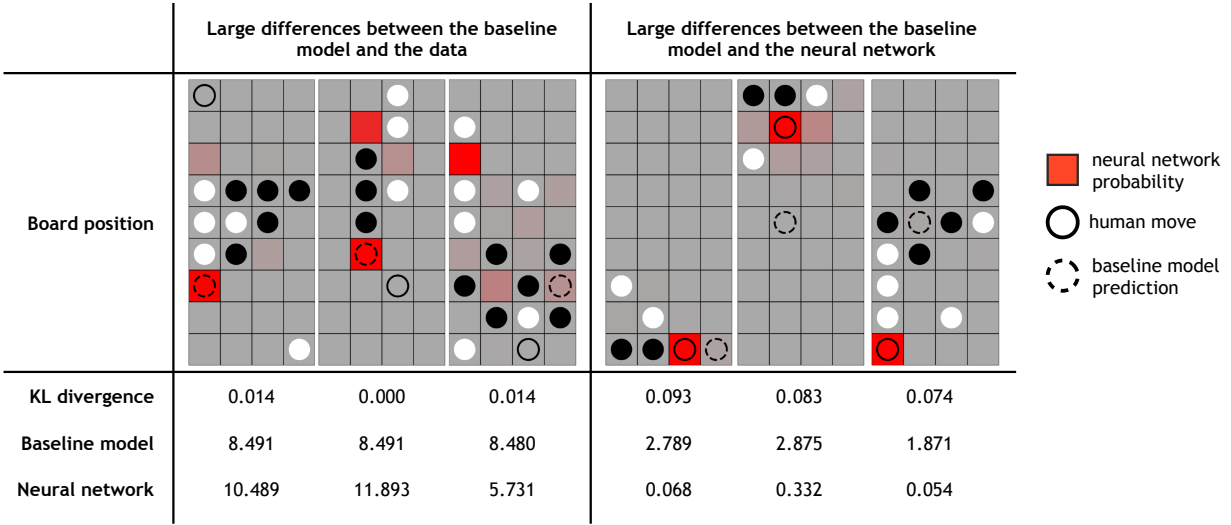 Large differences between the baseline
model and the data
Large differences between the baseline
model and the neural network
Board position
neural network
probability
human move
baseline model
prediction
KL divergence 0.014 0.000 0.014 0.093 0.083 0.074
Baseline model 8.491 8.491 8.480 2.789 2.875 1.871
Neural network 10.489 11.893 5.731 0.068 0.332 0.054